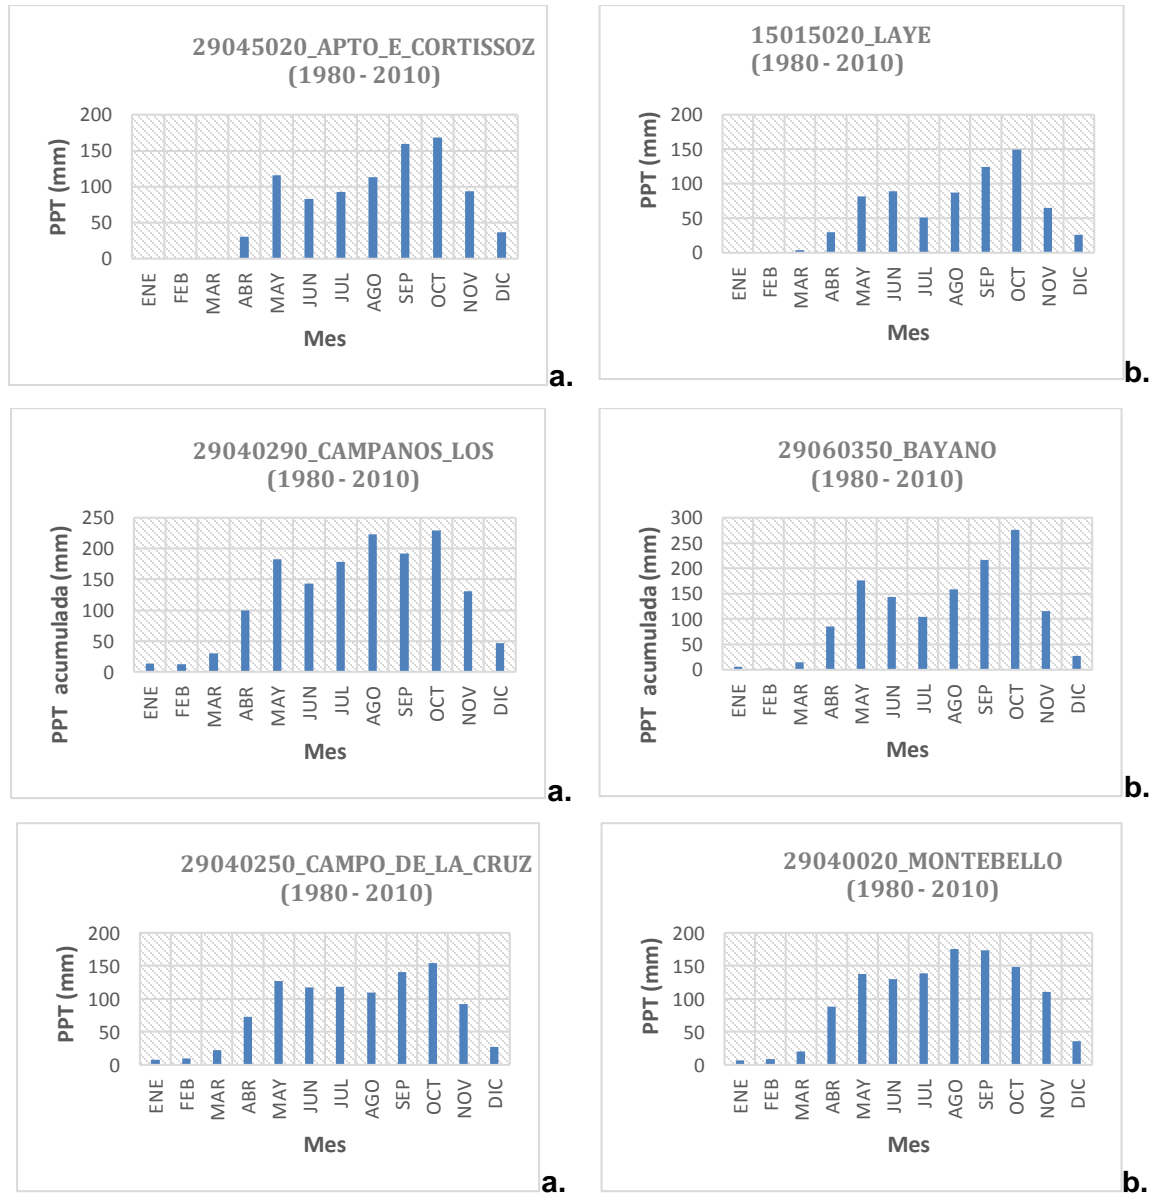 29045020_APTO_E_CORTISSOZ
(1980 - 2010)
PPT (mm)
200
150
100
50
0
ENE
FEB
MAR
ABR
MAY
JUN
JUL
AGO
SEP
OCT
NOV
DIC
Mes
a.
15015020_LAYE
(1980 - 2010)
PPT (mm)
200
150
100
50
0
ENE
FEB
MAR
ABR
MAY
JUN
JUL
AGO
SEP
OCT
NOV
DIC
Mes
b.
29040290_CAMPANOS_LOS
(1980 - 2010)
PPT acumulada (mm)
250
200
150
100
50
0
ENE
FEB
MAR
ABR
MAY
JUN
JUL
AGO
SEP
OCT
NOV
DIC
Mes
a.
29060350_BAYANO
(1980 - 2010)
PPT acumulada (mm)
300
250
200
150
100
50
0
ENE
FEB
MAR
ABR
MAY
JUN
JUL
AGO
SEP
OCT
NOV
DIC
Mes
b.
29040250_CAMPO_DE_LA_CRUZ
(1980 - 2010)
PPT (mm)
200
150
100
50
0
ENE
FEB
MAR
ABR
MAY
JUN
JUL
AGO
SEP
OCT
NOV
DIC
Mes
a.
29040020_MONTEBELLO
(1980 - 2010)
PPT (mm)
200
150
100
50
0
ENE
FEB
MAR
ABR
MAY
JUN
JUL
AGO
SEP
OCT
NOV
DIC
Mes
b.